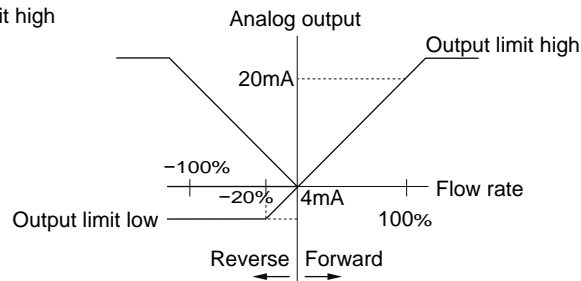 it high
Analog output
Output limit high
20mA
−100%
−20%
4mA
Flow rate
Output limit low
100%
Reverse Forward